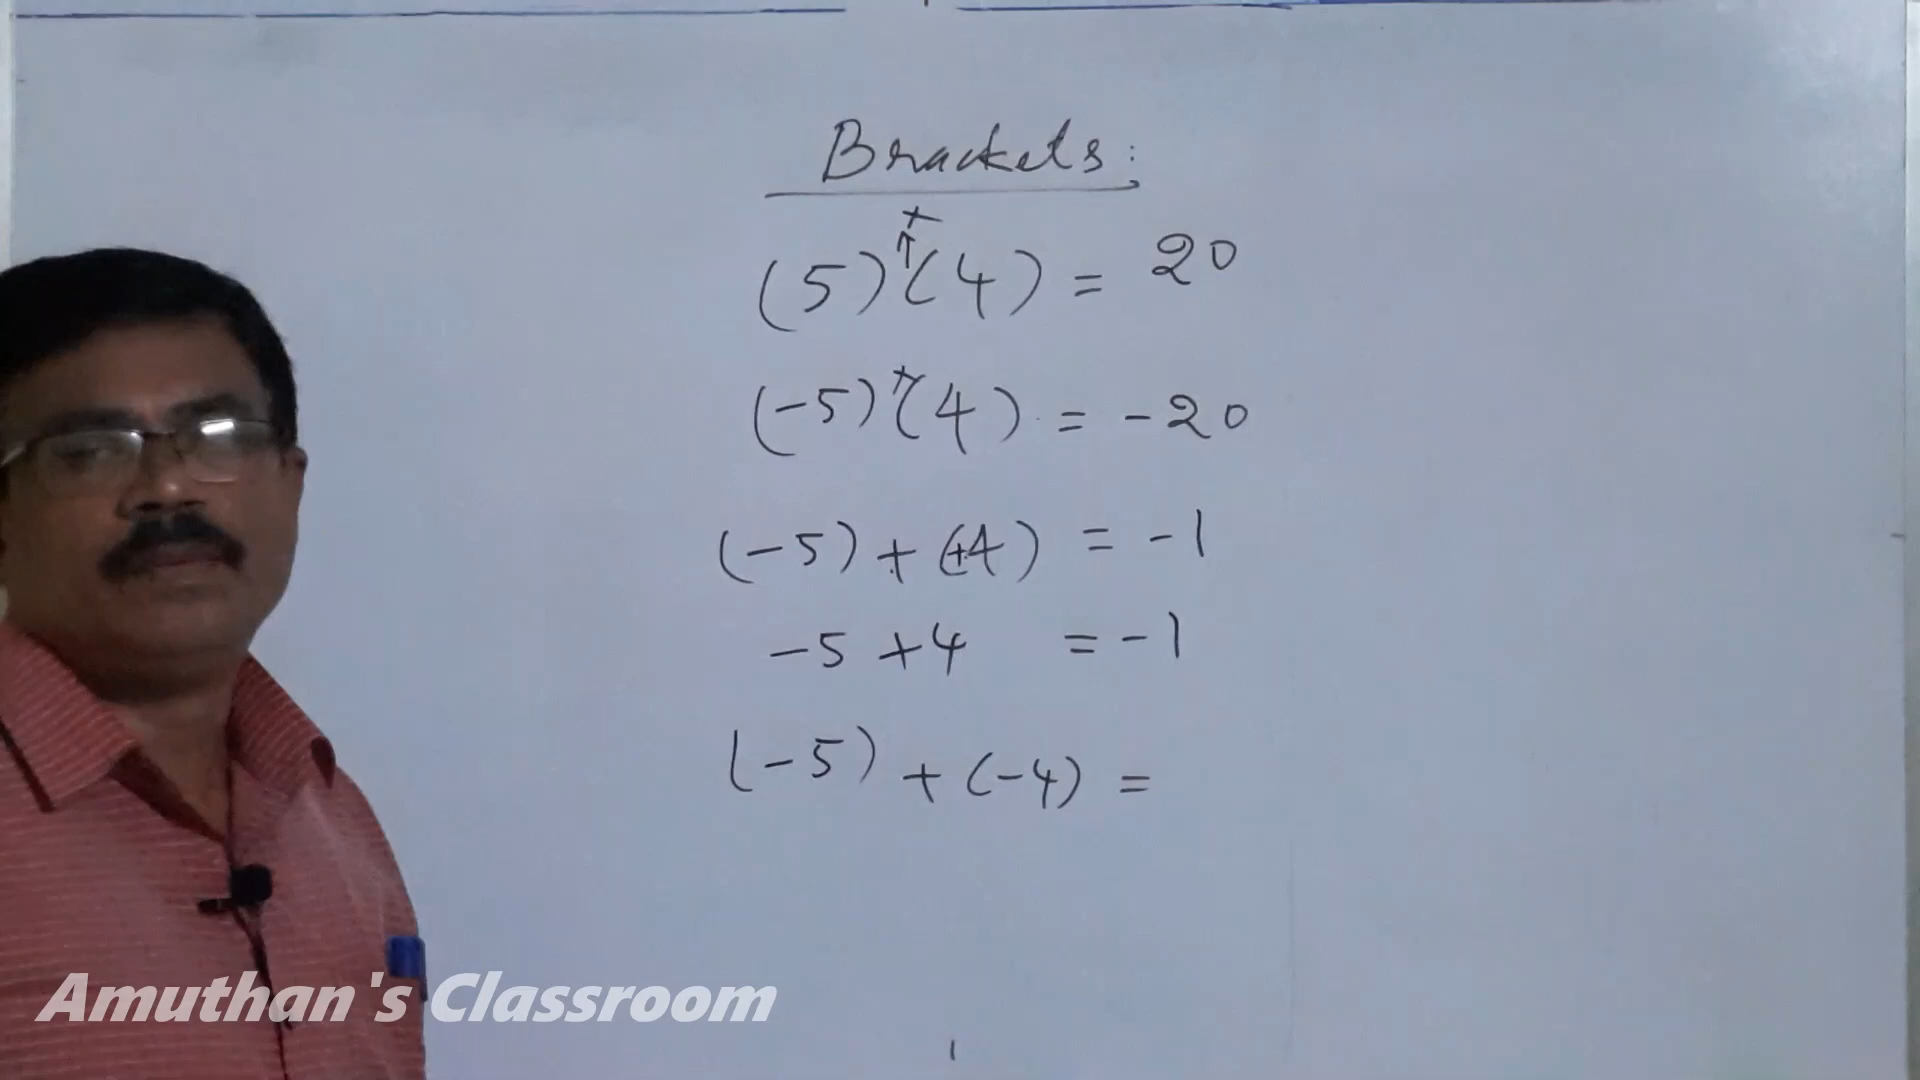 Brackets:
×
(5)(4) = 20
×
(-5)(4) = -20
(-5) + (+4) = -1
-5 +4 = -1
(-5) + (-4) =
Amuthan's Classroom